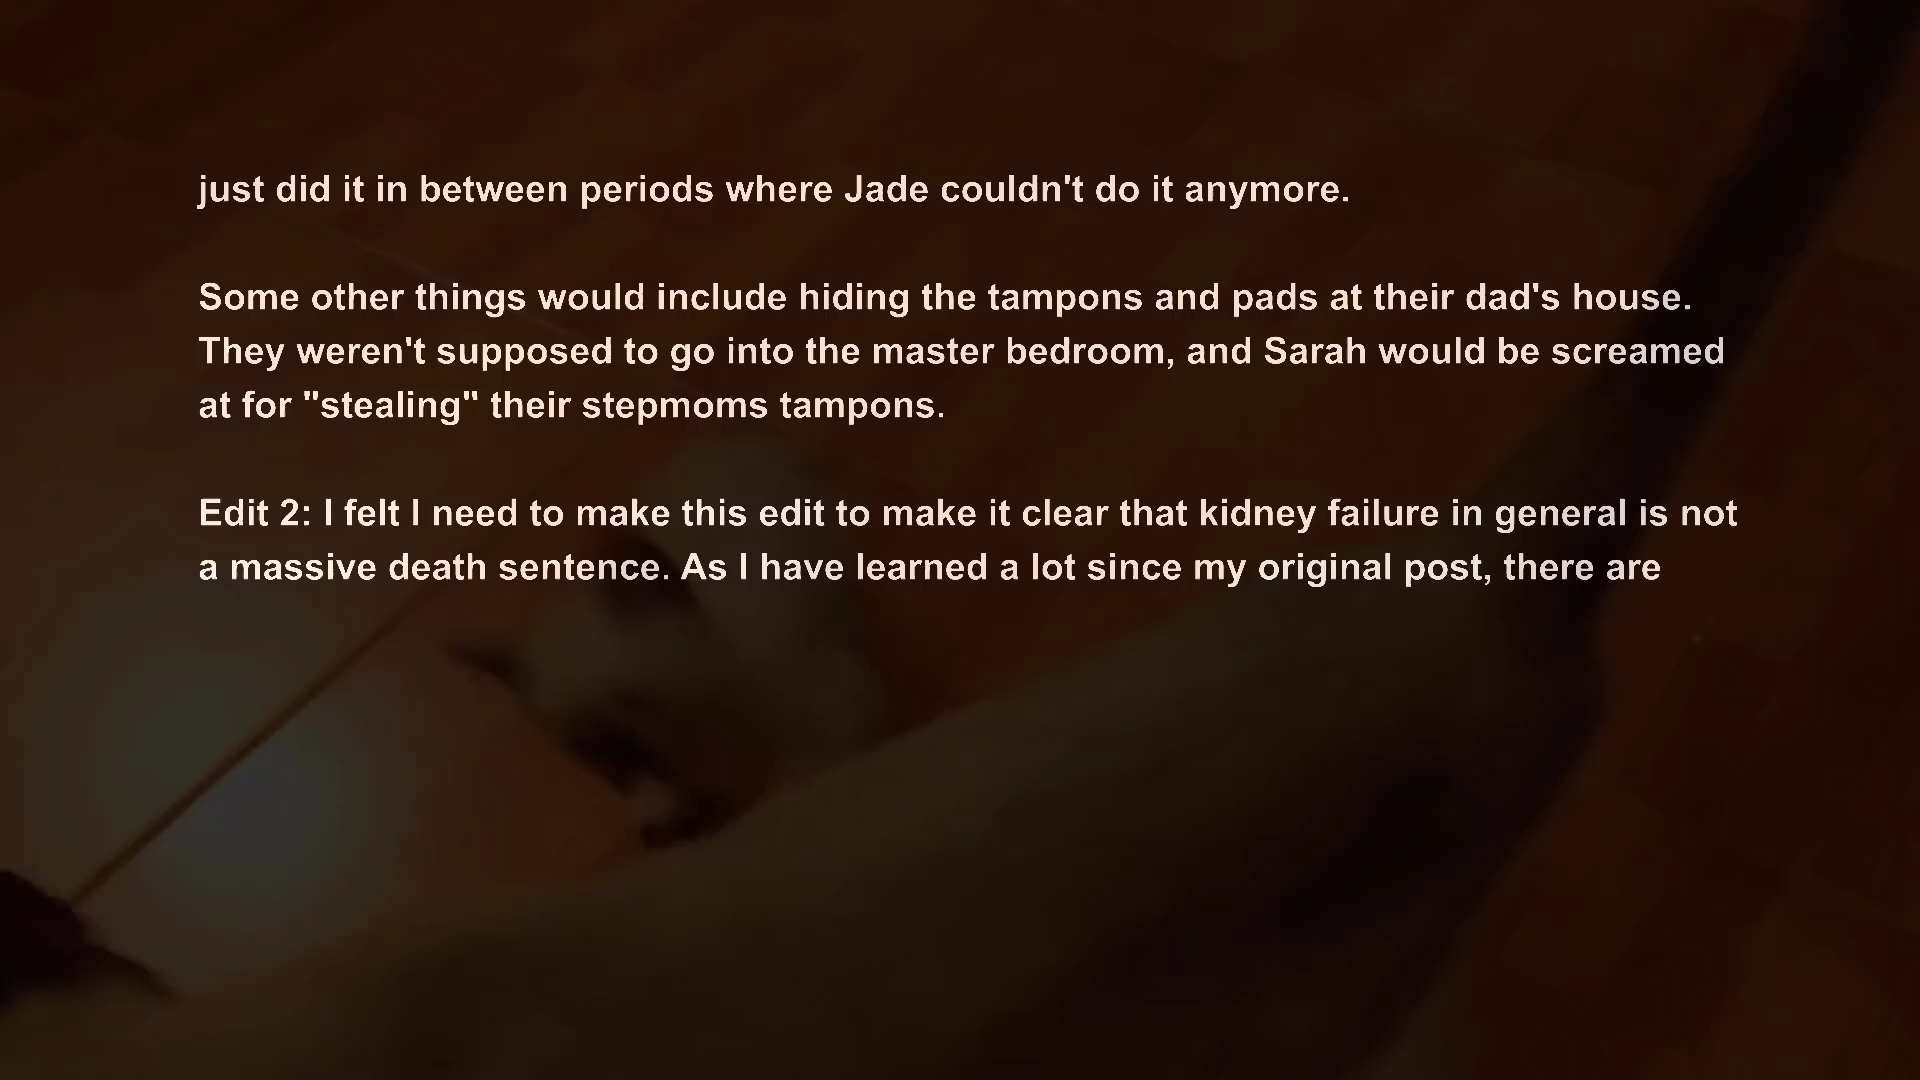 just did it in between periods where Jade couldn't do it anymore.
Some other things would include hiding the tampons and pads at their dad's house.
They weren't supposed to go into the master bedroom, and Sarah would be screamed
at for "stealing" their stepmoms tampons.
Edit 2: I felt I need to make this edit to make it clear that kidney failure in general is not
a massive death sentence. As I have learned a lot since my original post, there are